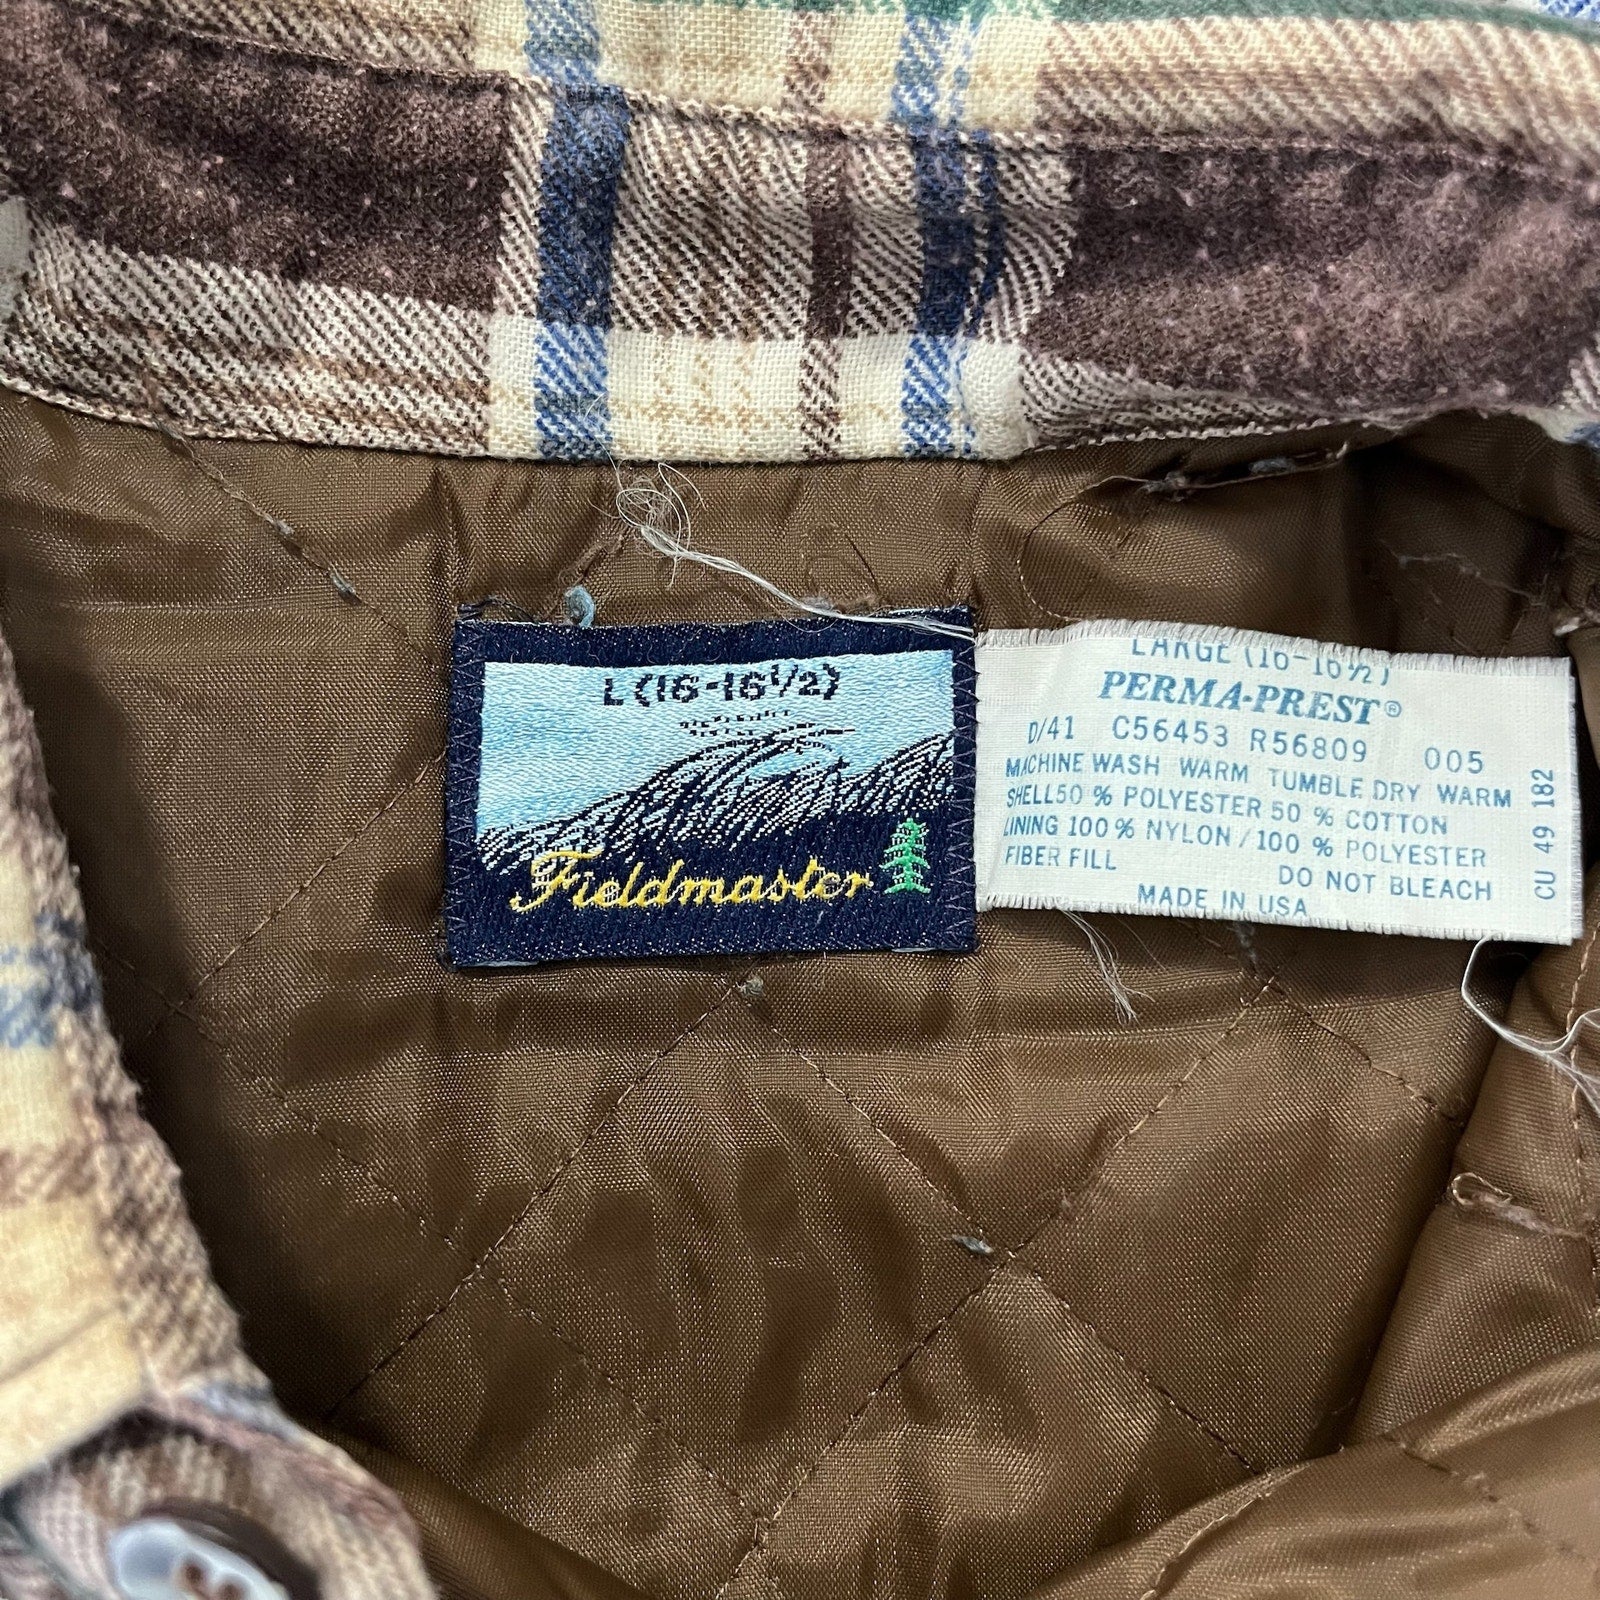 L (16-16½)
Fieldmaster
LARGE (16-16½)
PERMA-PREST®
D/41 C56453 R56809 005
MACHINE WASH WARM TUMBLE DRY WARM
SHELL50 % POLYESTER 50 % COTTON
LINING 100 % NYLON / 100 % POLYESTER
FIBER FILL DO NOT BLEACH
MADE IN USA
CU 49 182